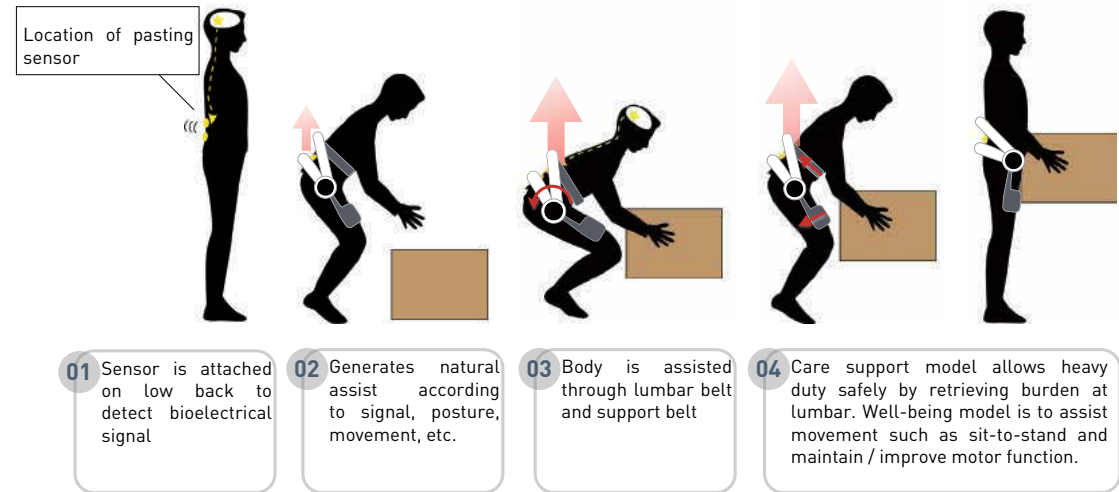 Location of pasting
sensor
01
Sensor is attached
on low back to
detect bioelectrical
signal
02
Generates natural
assist according
to signal, posture,
movement, etc.
03
Body is assisted
through lumbar belt
and support belt
04
Care support model allows heavy
duty safely by retrieving burden at
lumbar. Well-being model is to assist
movement such as sit-to-stand and
maintain / improve motor function.